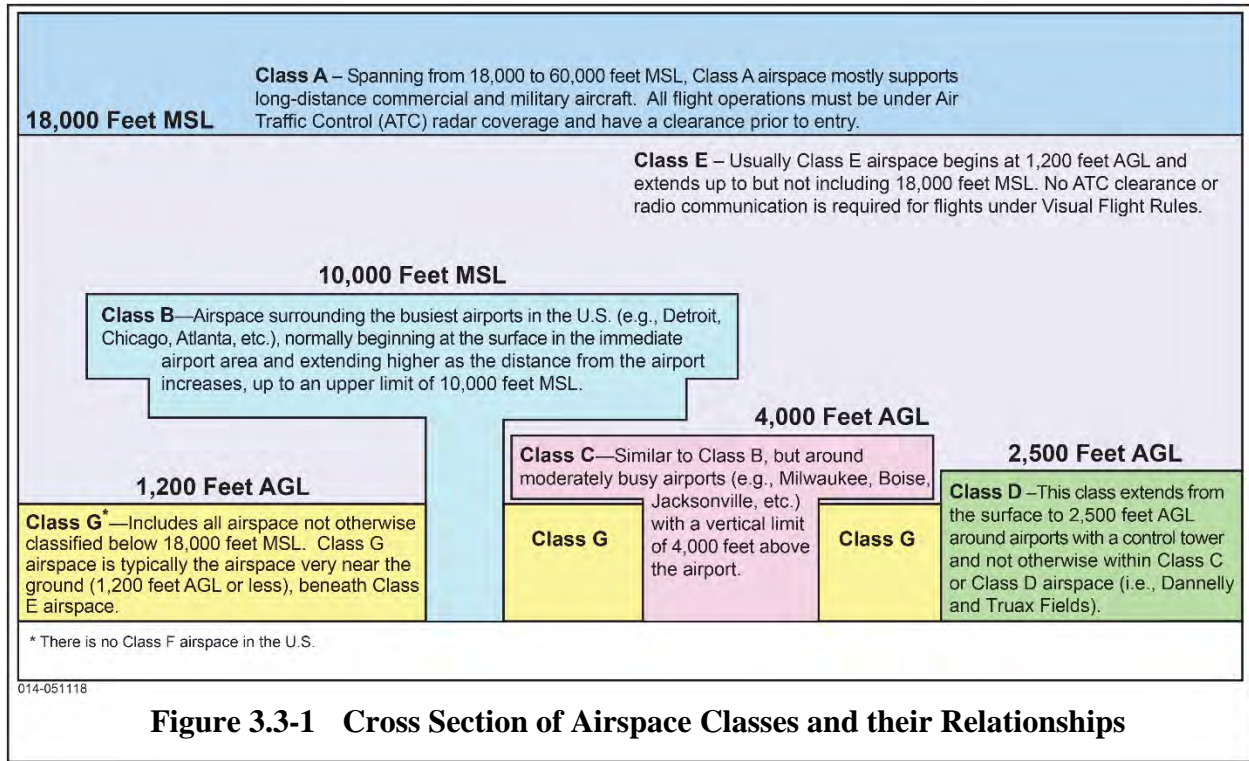 Class A – Spanning from 18,000 to 60,000 feet MSL, Class A airspace mostly supports
long-distance commercial and military aircraft. All flight operations must be under Air
Traffic Control (ATC) radar coverage and have a clearance prior to entry.
18,000 Feet MSL
Class E – Usually Class E airspace begins at 1,200 feet AGL and
extends up to but not including 18,000 feet MSL. No ATC clearance or
radio communication is required for flights under Visual Flight Rules.
10,000 Feet MSL
Class B—Airspace surrounding the busiest airports in the U.S. (e.g., Detroit,
Chicago, Atlanta, etc.), normally beginning at the surface in the immediate
airport area and extending higher as the distance from the airport
increases, up to an upper limit of 10,000 feet MSL.
4,000 Feet AGL
Class C—Similar to Class B, but around
moderately busy airports (e.g., Milwaukee, Boise,
Jacksonville, etc.)
with a vertical limit
of 4,000 feet above
the airport.
2,500 Feet AGL
Class D –This class extends from
the surface to 2,500 feet AGL
around airports with a control tower
and not otherwise within Class C
or Class D airspace (i.e., Dannelly
and Truax Fields).
1,200 Feet AGL
Class G*—Includes all airspace not otherwise
classified below 18,000 feet MSL. Class G
airspace is typically the airspace very near the
ground (1,200 feet AGL or less), beneath Class
E airspace.
Class G
Class G
* There is no Class F airspace in the U.S.
014-051118
Figure 3.3-1 Cross Section of Airspace Classes and their Relationships